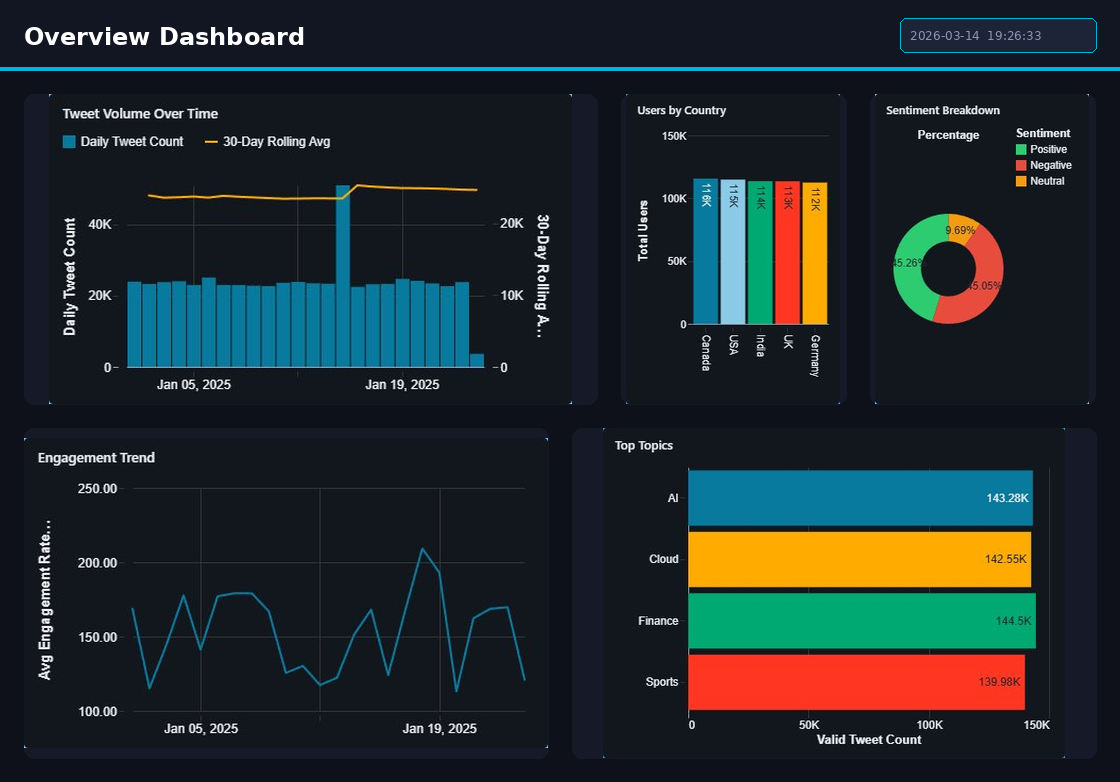 Overview Dashboard
2026-03-14 19:26:33
Tweet Volume Over Time
Daily Tweet Count
30-Day Rolling Avg
Daily Tweet Count
40K
20K
0
20K
10K
0
30-Day Rolling A...
Jan 05, 2025
Jan 19, 2025
Users by Country
Total Users
150K
100K
50K
0
116K
115K
114K
113K
112K
Canada
USA
India
UK
Germany
Sentiment Breakdown
Percentage
Sentiment
Positive
Negative
Neutral
9.69%
45.26%
45.05%
Engagement Trend
Avg Engagement Rate...
250.00
200.00
150.00
100.00
Jan 05, 2025
Jan 19, 2025
Top Topics
AI
143.28K
Cloud
142.55K
Finance
144.5K
Sports
139.98K
0
50K
100K
150K
Valid Tweet Count